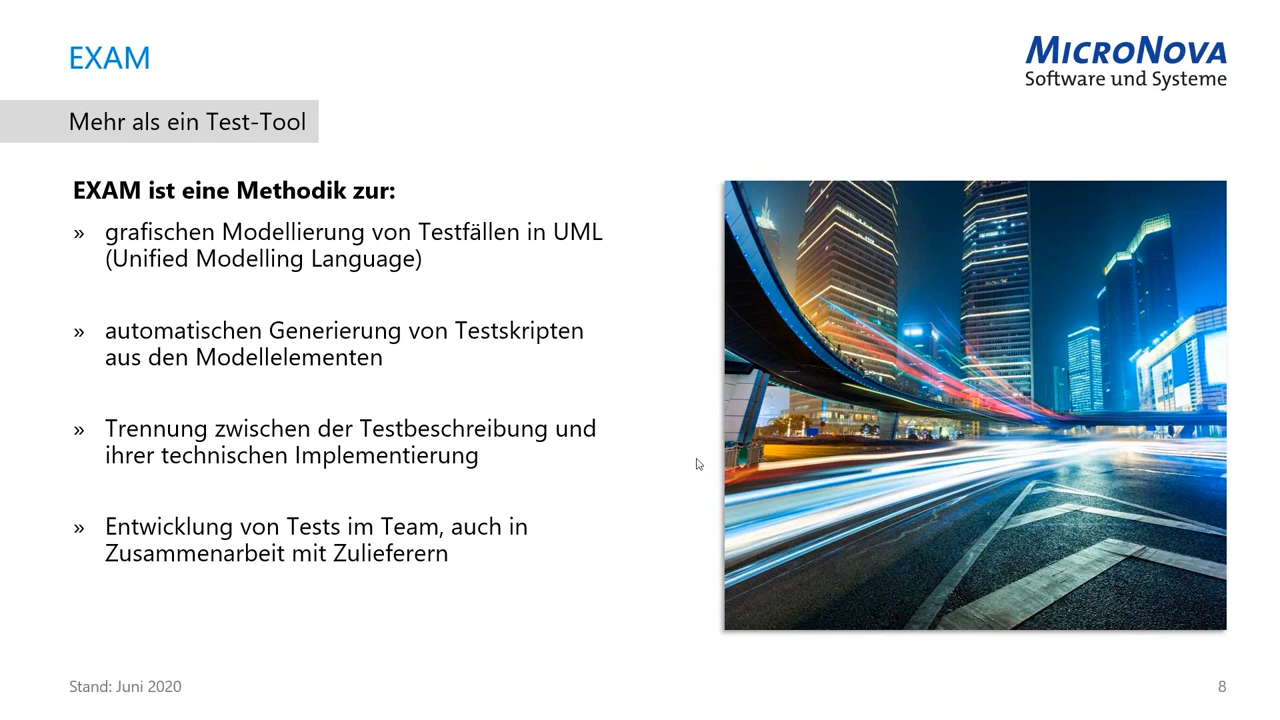 EXAM
MICRONOVA
Software und Systeme
Mehr als ein Test-Tool
EXAM ist eine Methodik zur:
» grafischen Modellierung von Testfällen in UML
(Unified Modelling Language)
» automatischen Generierung von Testskripten
aus den Modellelementen
» Trennung zwischen der Testbeschreibung und
ihrer technischen Implementierung
» Entwicklung von Tests im Team, auch in
Zusammenarbeit mit Zulieferern
Stand: Juni 2020
8